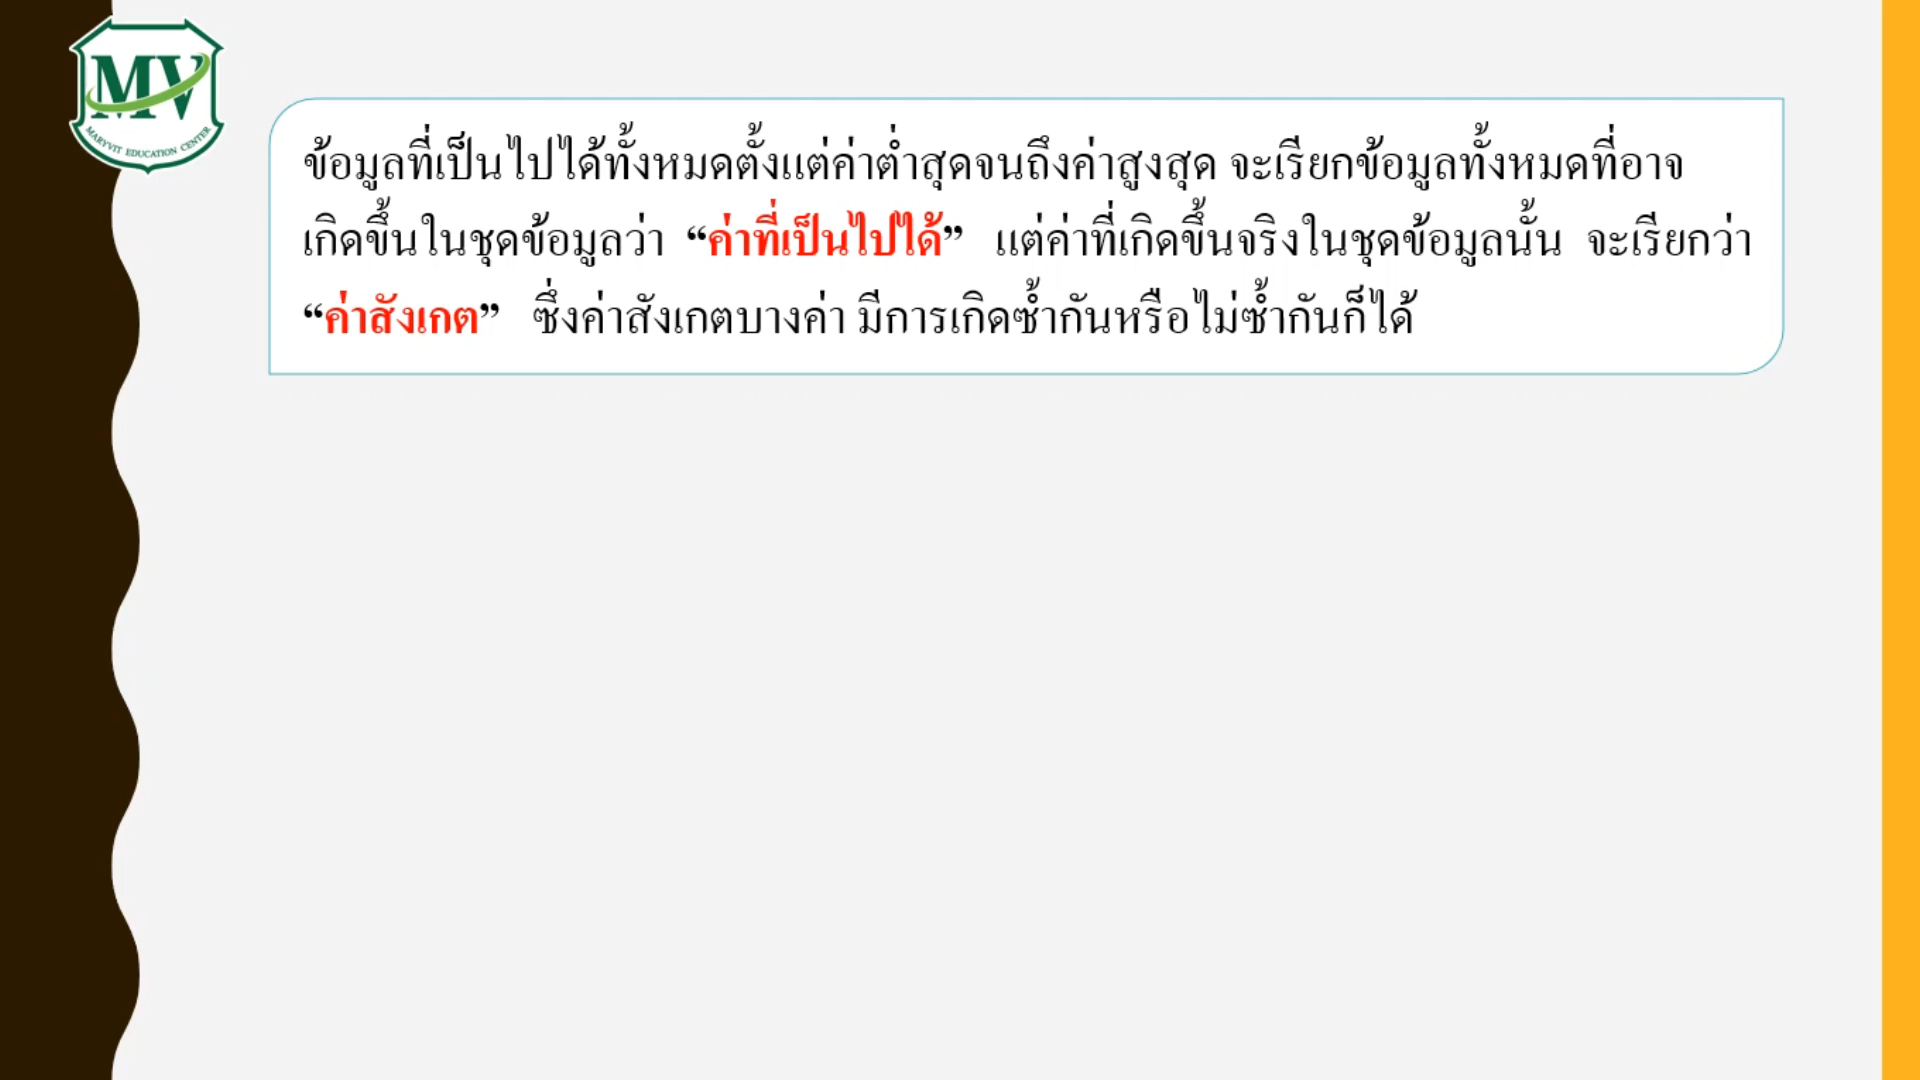 MV
MARYVIT EDUCATION CENTER
ข้อมูลที่เป็นไปได้ทั้งหมดตั้งแต่ค่าต่ำสุดจนถึงค่าสูงสุด จะเรียกข้อมูลทั้งหมดที่อาจ
เกิดขึ้นในชุดข้อมูลว่า “ค่าที่เป็นไปได้” แต่ค่าที่เกิดขึ้นจริงในชุดข้อมูลนั้น จะเรียกว่า
“ค่าสังเกต” ซึ่งค่าสังเกตบางค่า มีการเกิดซ้ำกันหรือไม่ซ้ำกันก็ได้